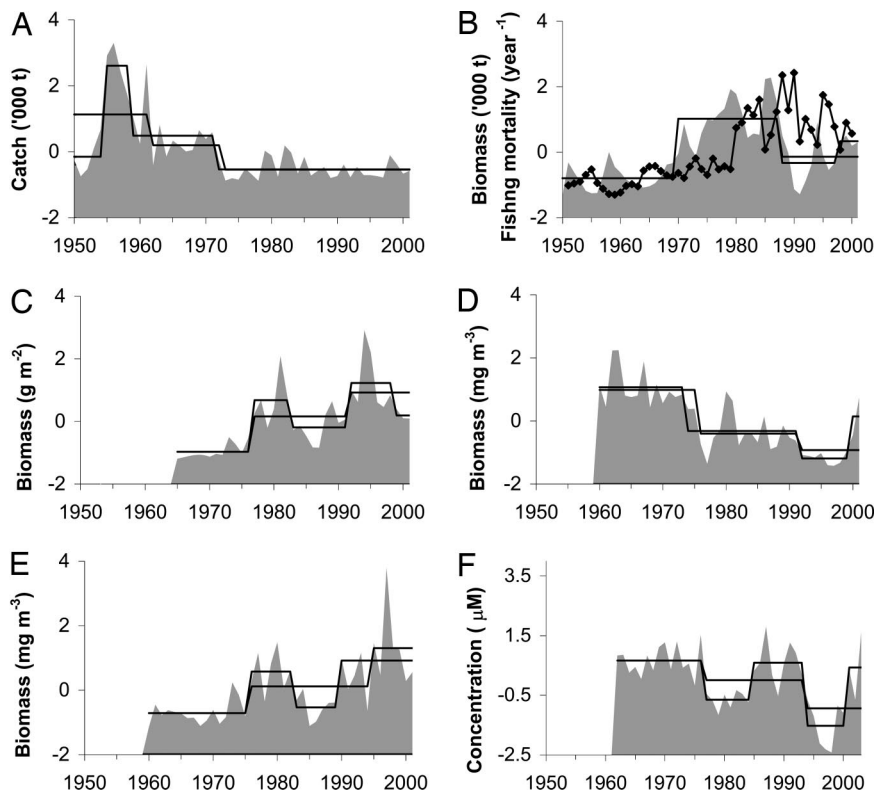 A
Catch ('000 t)
4
2
0
-2
1950 1960 1970 1980 1990 2000
B
Biomass ('000 t)
Fishng mortality (year -1)
4
2
0
-2
1950 1960 1970 1980 1990 2000
C
Biomass (g m-2)
4
2
0
-2
1950 1960 1970 1980 1990 2000
D
Biomass (mg m-3)
4
2
0
-2
1950 1960 1970 1980 1990 2000
E
Biomass (mg m-3)
4
2
0
-2
1950 1960 1970 1980 1990 2000
F
Concentration ( µM)
3.5
1.5
-0.5
-2.5
1950 1960 1970 1980 1990 2000